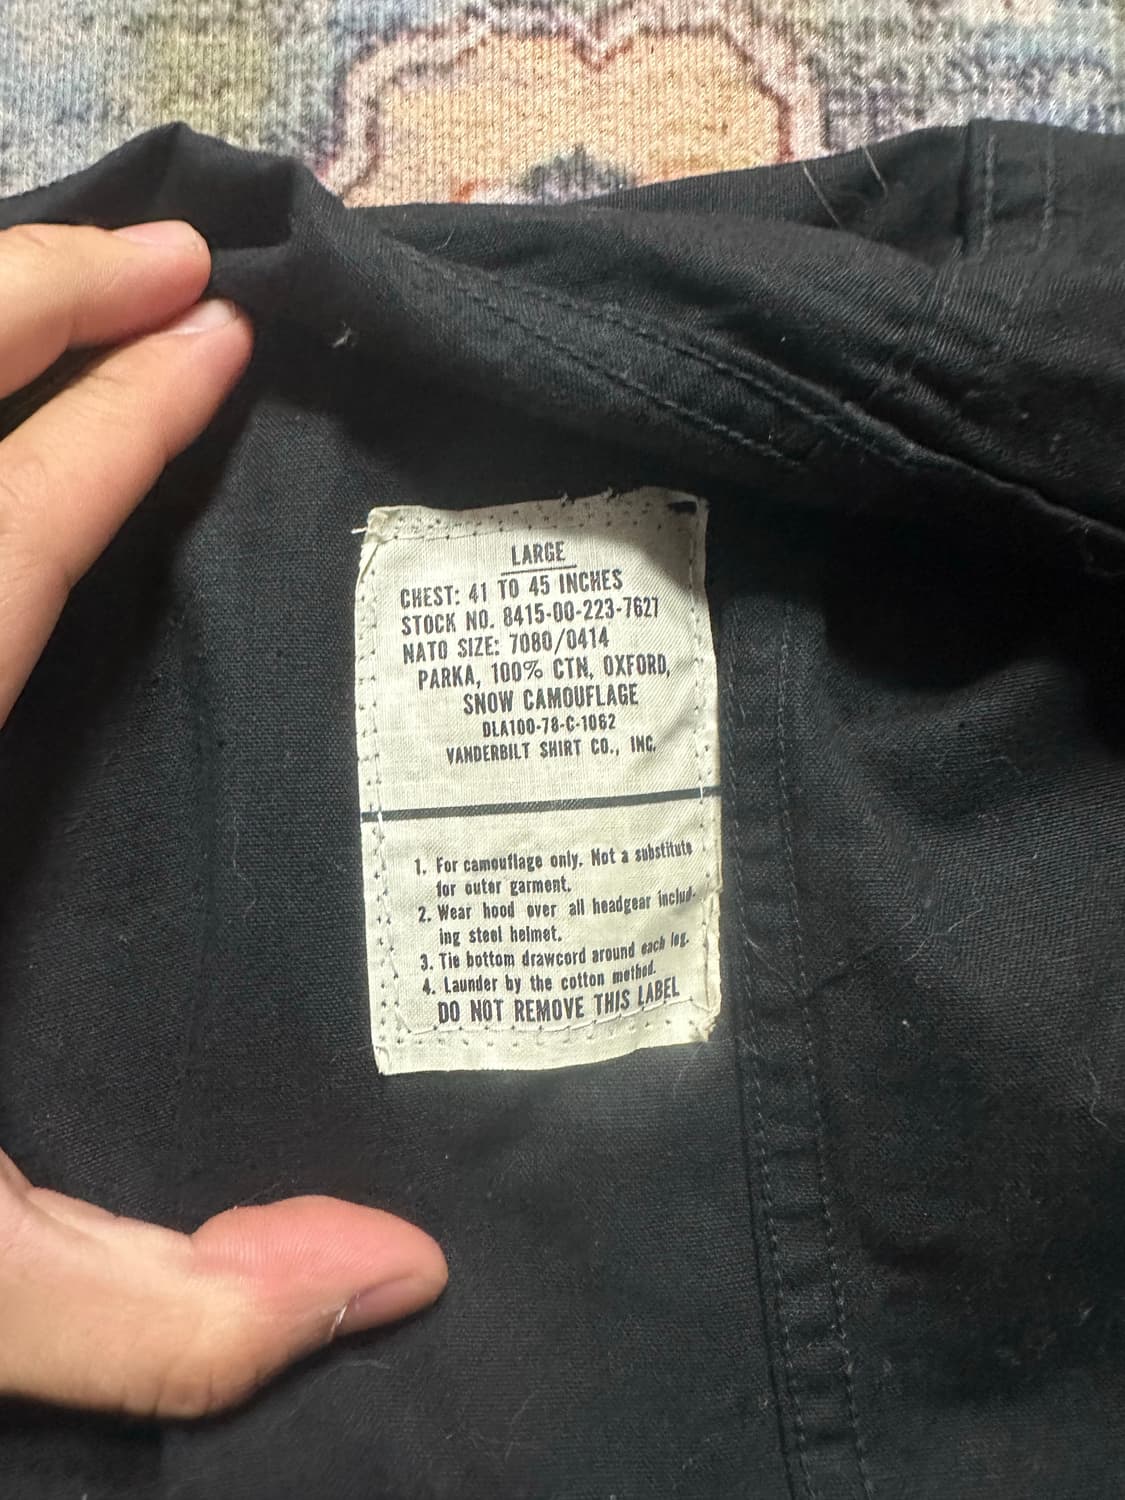 LARGE
CHEST: 41 TO 45 INCHES
STOCK NO. 8415-00-223-7627
NATO SIZE: 7080/0414
PARKA, 100% CTN, OXFORD,
SNOW CAMOUFLAGE
DLA100-78-C-1062
VANDERBILT SHIRT CO., INC.
1. For camouflage only. Not a substitute
for outer garment.
2. Wear hood over all headgear includ-
ing steel helmet.
3. Tie bottom drawcord around each leg.
4. Launder by the cotton method.
DO NOT REMOVE THIS LABEL